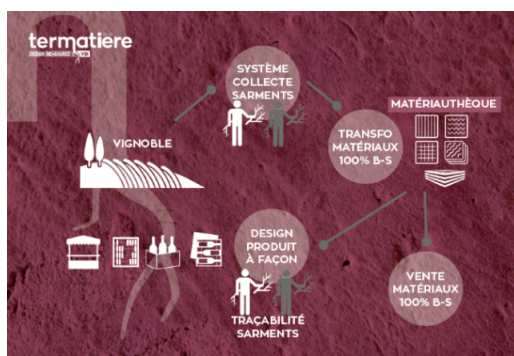 termatiere
SYSTÈME
COLLECTE
SARMENTS
MATÉRIAUTHÈQUE
VIGNOBLE
TRANSFO
MATÉRIAUX
100% B-S
DESIGN
PRODUIT
À FAÇON
VENTE
MATÉRIAUX
100% B-S
TRAÇABILITÉ
SARMENTS